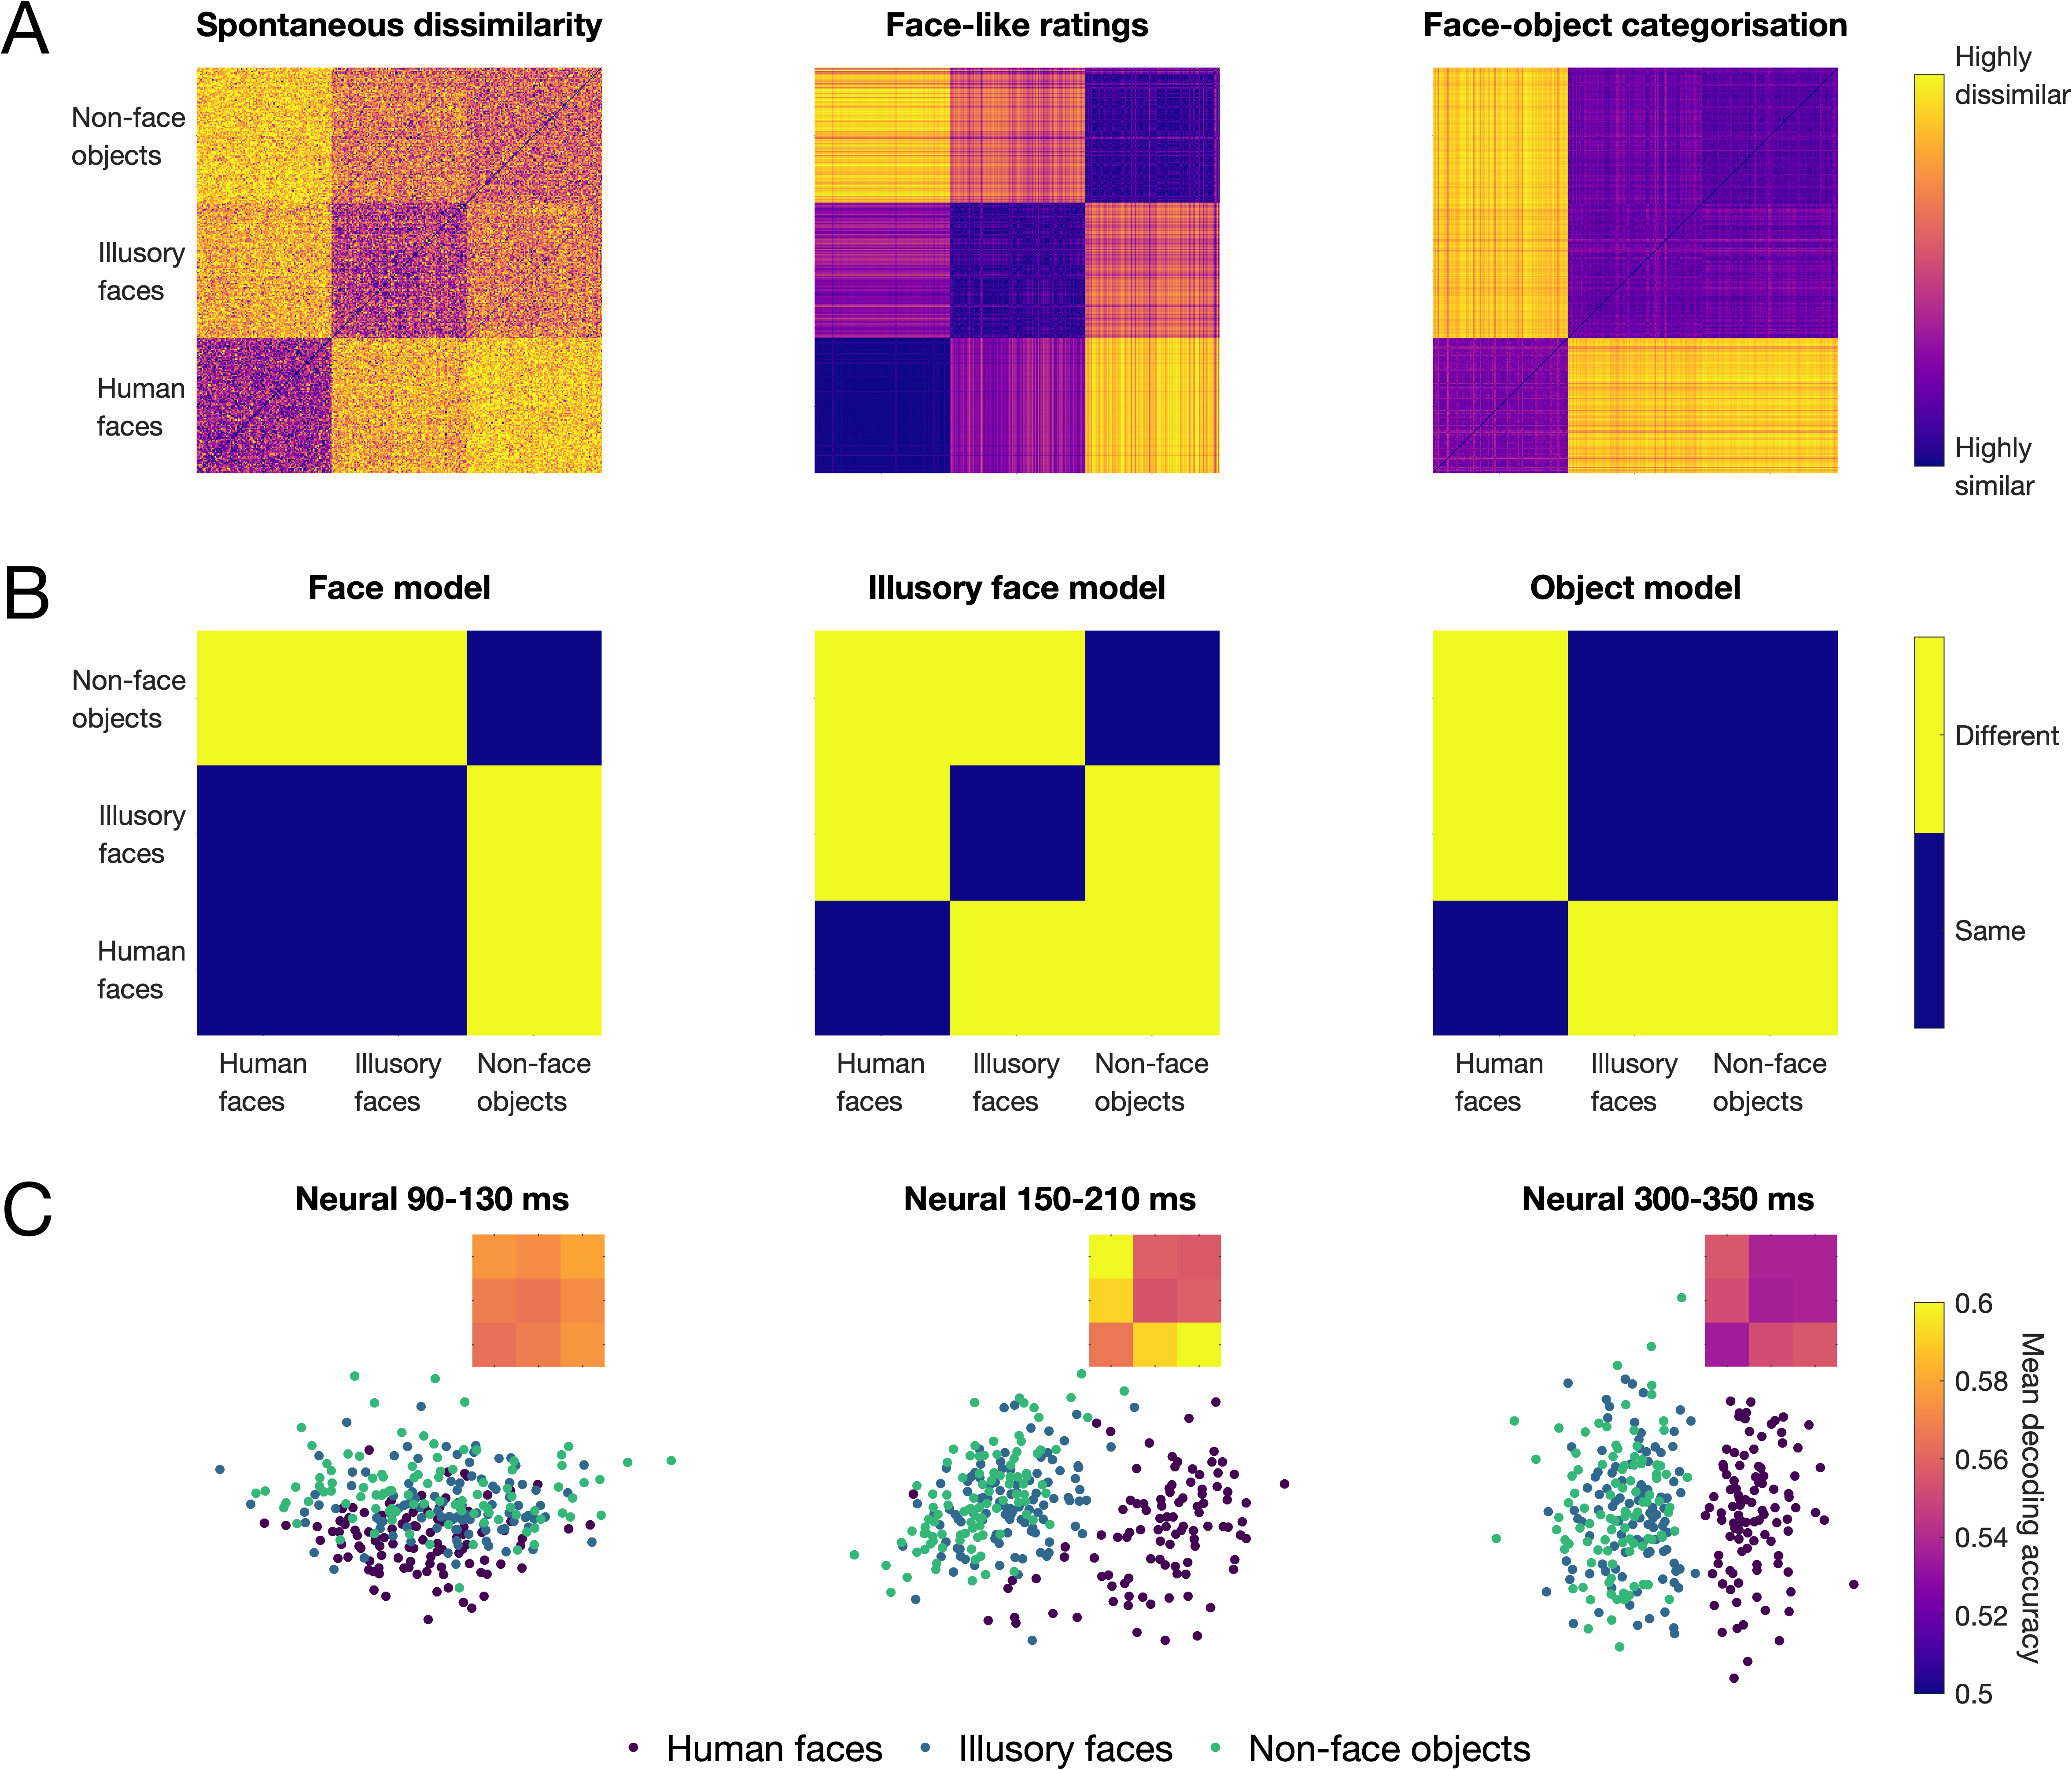 A
Spontaneous dissimilarity
Face-like ratings
Face-object categorisation
Non-face
objects
Illusory
faces
Human
faces
Highly
dissimilar
Highly
similar
B
Face model
Illusory face model
Object model
Non-face
objects
Illusory
faces
Human
faces
Different
Same
Human
faces
Illusory
faces
Non-face
objects
Human
faces
Illusory
faces
Non-face
objects
Human
faces
Illusory
faces
Non-face
objects
C
Neural 90-130 ms
Neural 150-210 ms
Neural 300-350 ms
0.6
0.58
0.56
0.54
0.52
0.5
Mean decoding accuracy
Human faces
Illusory faces
Non-face objects